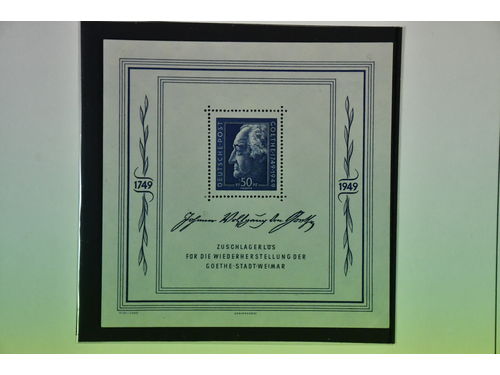 DEUTSCHE·POST
GOETHE·1749·1949
50
1749
1949
Johann Wolfgang von Goethe
ZUSCHLAGERLÖS
FÜR DIE WIEDERHERSTELLUNG DER
GOETHE-STADT-WEIMAR